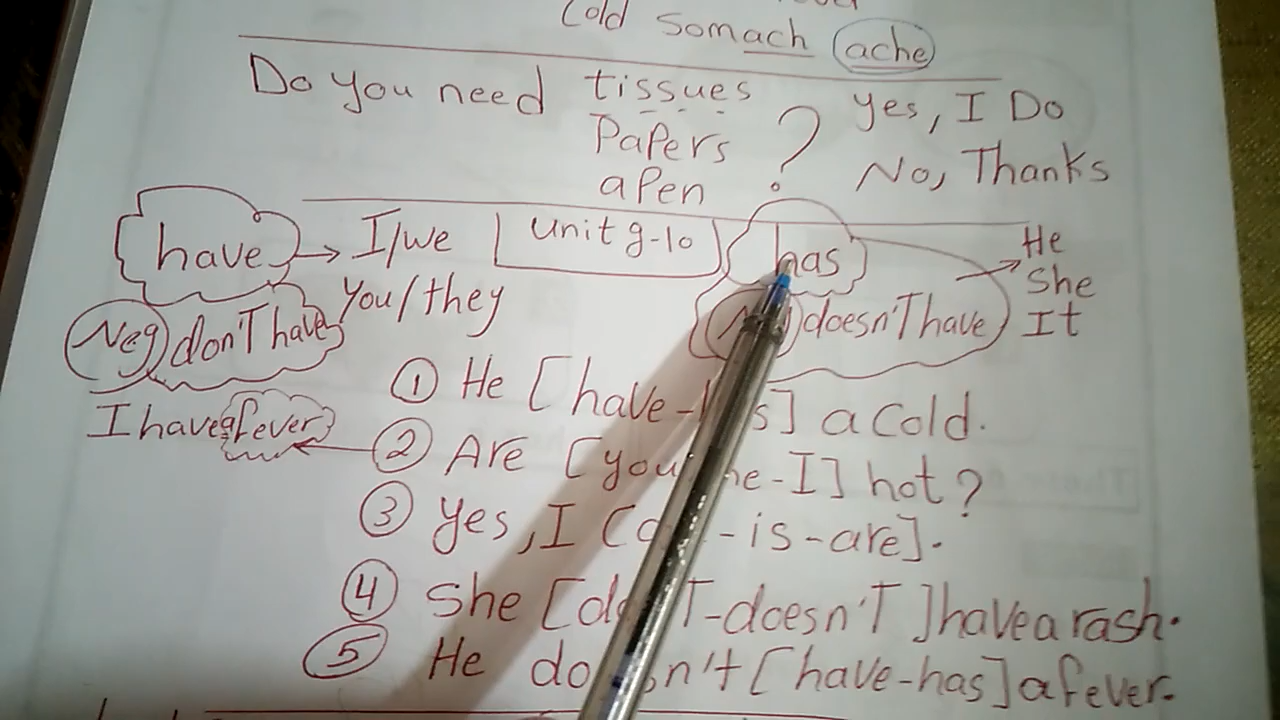 Cold Somach ache
Do you need tissues
Papers
a Pen
?
Yes, I Do
No, Thanks
have → I/we
You/they
unit 9-10
has
He
She
It
Neg don'T have
doesn'T have
I have a fever
① He [have- ] a Cold.
② Are [you -I] hot?
③ Yes, I [ -is-are].
④ She [ -doesn'T] have a rash.
⑤ He [have-has] a fever.